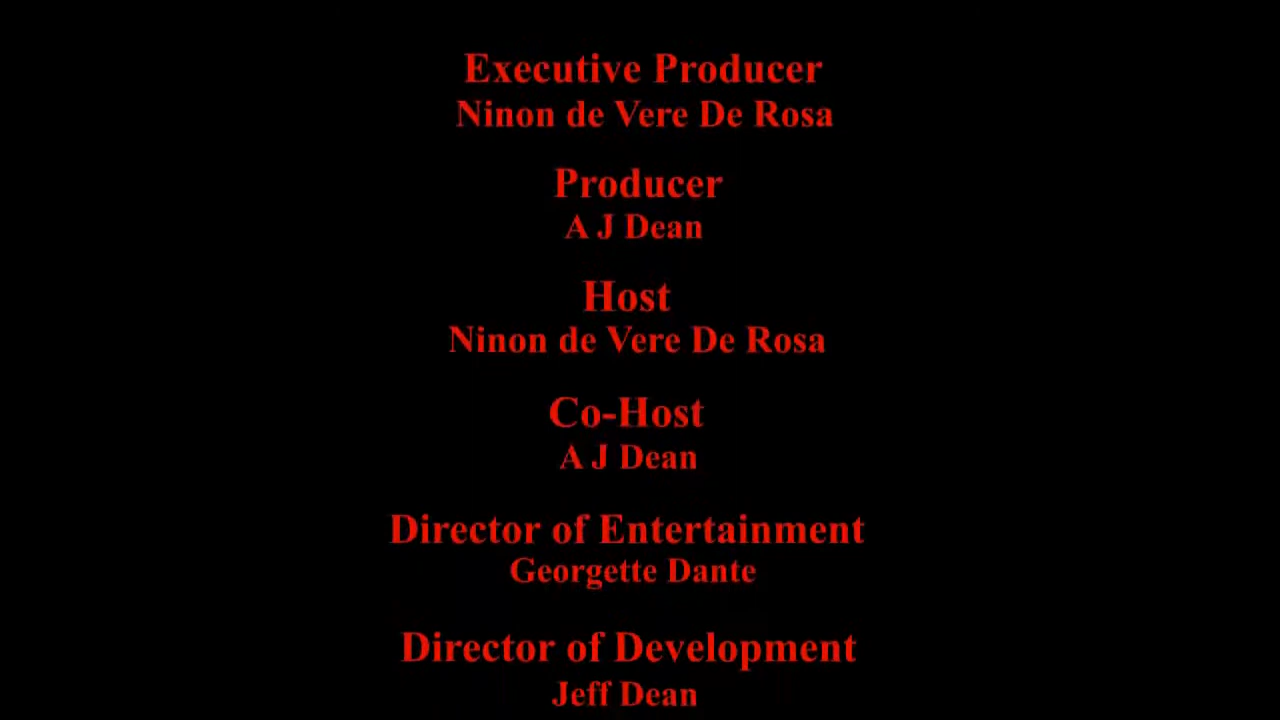 Executive Producer
Ninon de Vere De Rosa
Producer
A J Dean
Host
Ninon de Vere De Rosa
Co-Host
A J Dean
Director of Entertainment
Georgette Dante
Director of Development
Jeff Dean